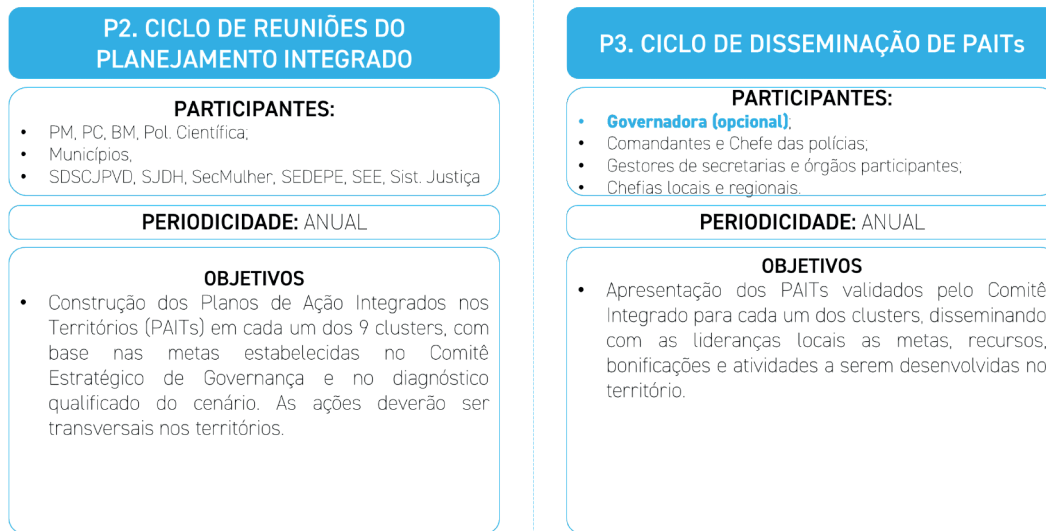 P2. CICLO DE REUNIÕES DO
PLANEJAMENTO INTEGRADO
PARTICIPANTES:
• PM, PC, BM, Pol. Científica;
• Municípios,
• SDSCJPVD, SJDH, SecMulher, SEDEPE, SEE, Sist. Justiça
PERIODICIDADE: ANUAL
OBJETIVOS
• Construção dos Planos de Ação Integrados nos
Territórios (PAITs) em cada um dos 9 clusters, com
base nas metas estabelecidas no Comitê
Estratégico de Governança e no diagnóstico
qualificado do cenário. As ações deverão ser
transversais nos territórios.
P3. CICLO DE DISSEMINAÇÃO DE PAITs
PARTICIPANTES:
• Governadora (opcional);
• Comandantes e Chefe das polícias;
• Gestores de secretarias e órgãos participantes;
• Chefias locais e regionais.
PERIODICIDADE: ANUAL
OBJETIVOS
• Apresentação dos PAITs validados pelo Comitê
Integrado para cada um dos clusters, disseminando
com as lideranças locais as metas, recursos,
bonificações e atividades a serem desenvolvidas no
território.